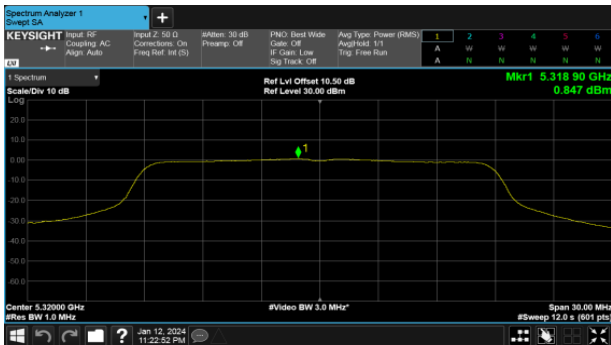 Spectrum Analyzer 1
Swept SA
+
KEYSIGHT Input: RF
Coupling: AC
Align: Auto
Input Z: 50 Ω
Corrections: On
Freq Ref: Int (S)
#Atten: 30 dB
Preamp: Off
PNO: Best Wide
Gate: Off
IF Gain: Low
Sig Track: Off
Avg Type: Power (RMS)
Avg|Hold: 1/1
Trig: Free Run
1 2 3 4 5 6
A W W W W W
A N N N N N
LXI
1 Spectrum
Scale/Div 10 dB
Ref Lvl Offset 10.50 dB
Ref Level 30.00 dBm
Mkr1 5.318 90 GHz
0.847 dBm
Log
20.0
10.0
0.00
-10.0
-20.0
-30.0
-40.0
-50.0
-60.0
1
Center 5.32000 GHz
#Res BW 1.0 MHz
#Video BW 3.0 MHz*
Span 30.00 MHz
#Sweep 12.0 s (601 pts)
?
Jan 12, 2024
11:22:52 PM